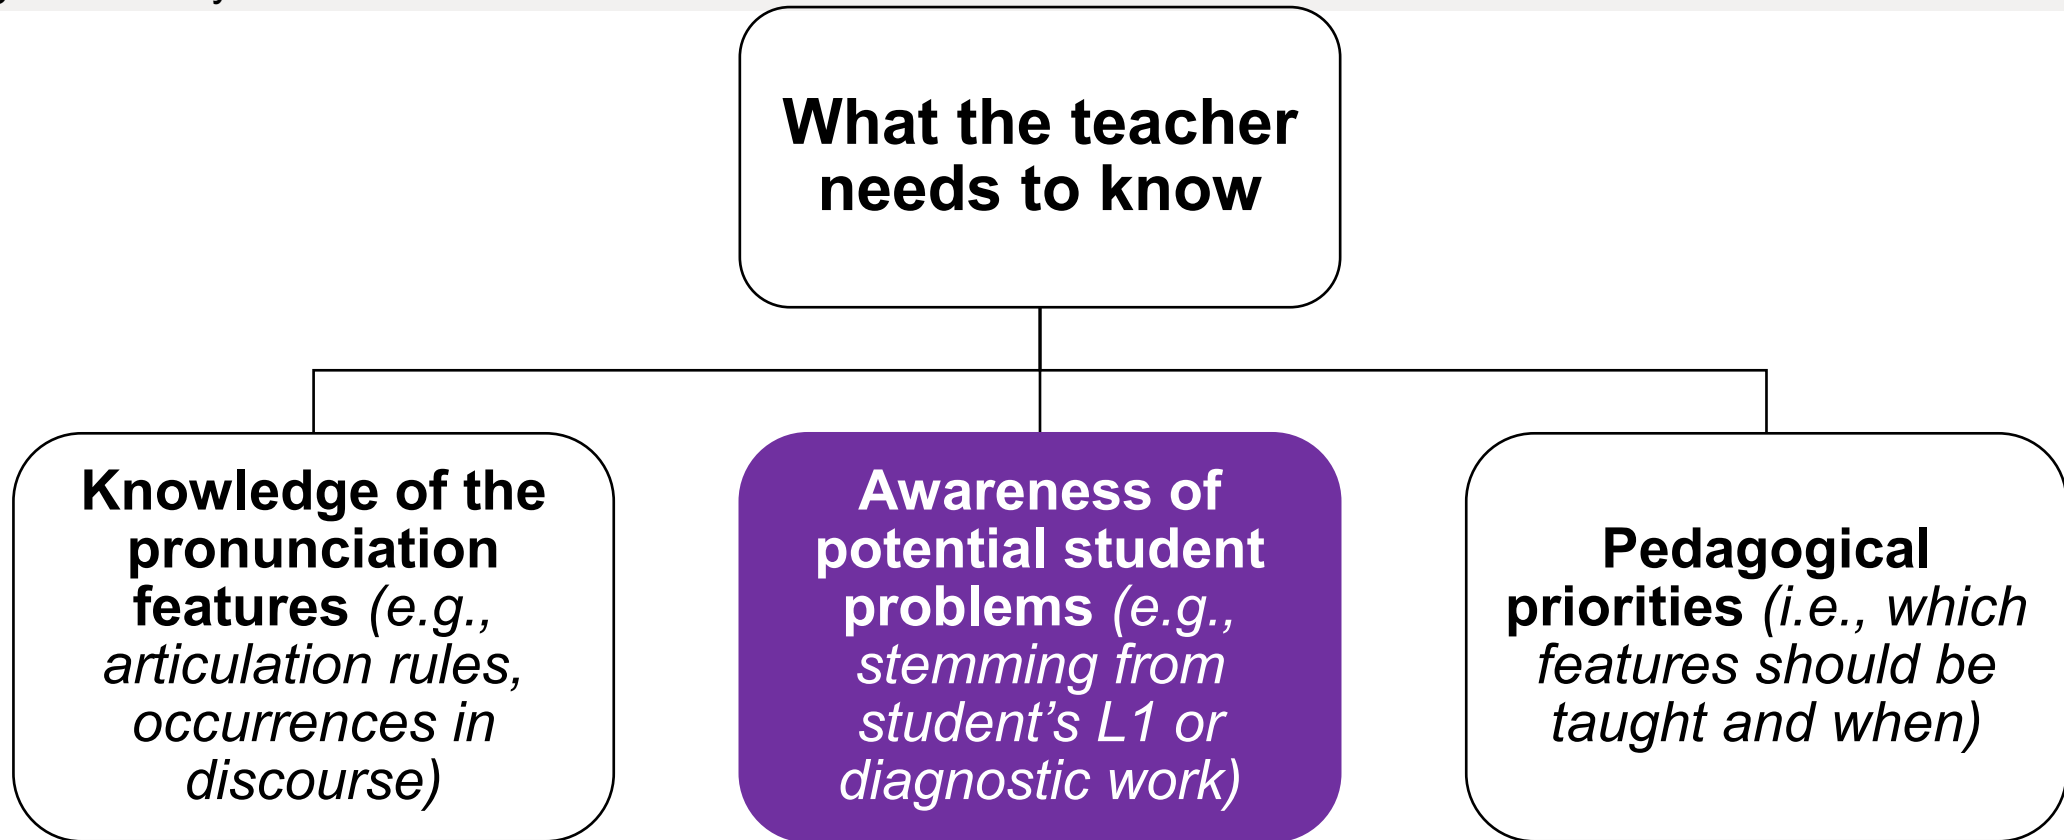 What the teacher
needs to know
Knowledge of the
pronunciation
features (e.g.,
articulation rules,
occurrences in
discourse)
Awareness of
potential student
problems (e.g.,
stemming from
student’s L1 or
diagnostic work)
Pedagogical
priorities (i.e., which
features should be
taught and when)